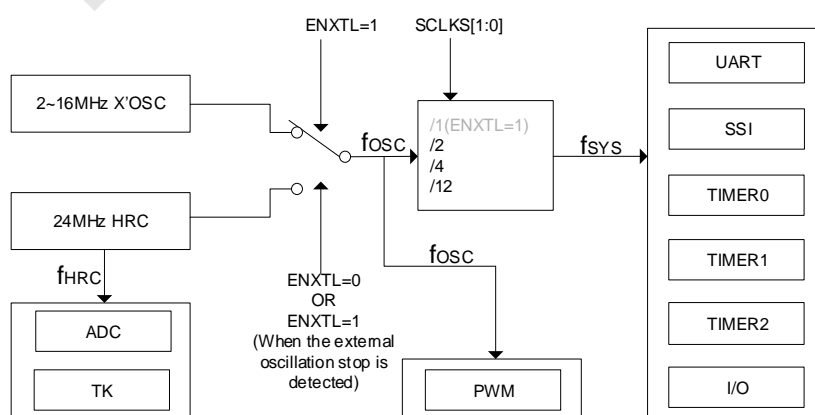 ENXTL=1
SCLKS[1:0]
2~16MHz X'OSC
24MHz HRC
fHRC
ADC
TK
fOSC
/1(ENXTL=1)
/2
/4
/12
fSYS
fOSC
ENXTL=0
OR
ENXTL=1
(When the external
oscillation stop is
detected)
PWM
UART
SSI
TIMER0
TIMER1
TIMER2
I/O